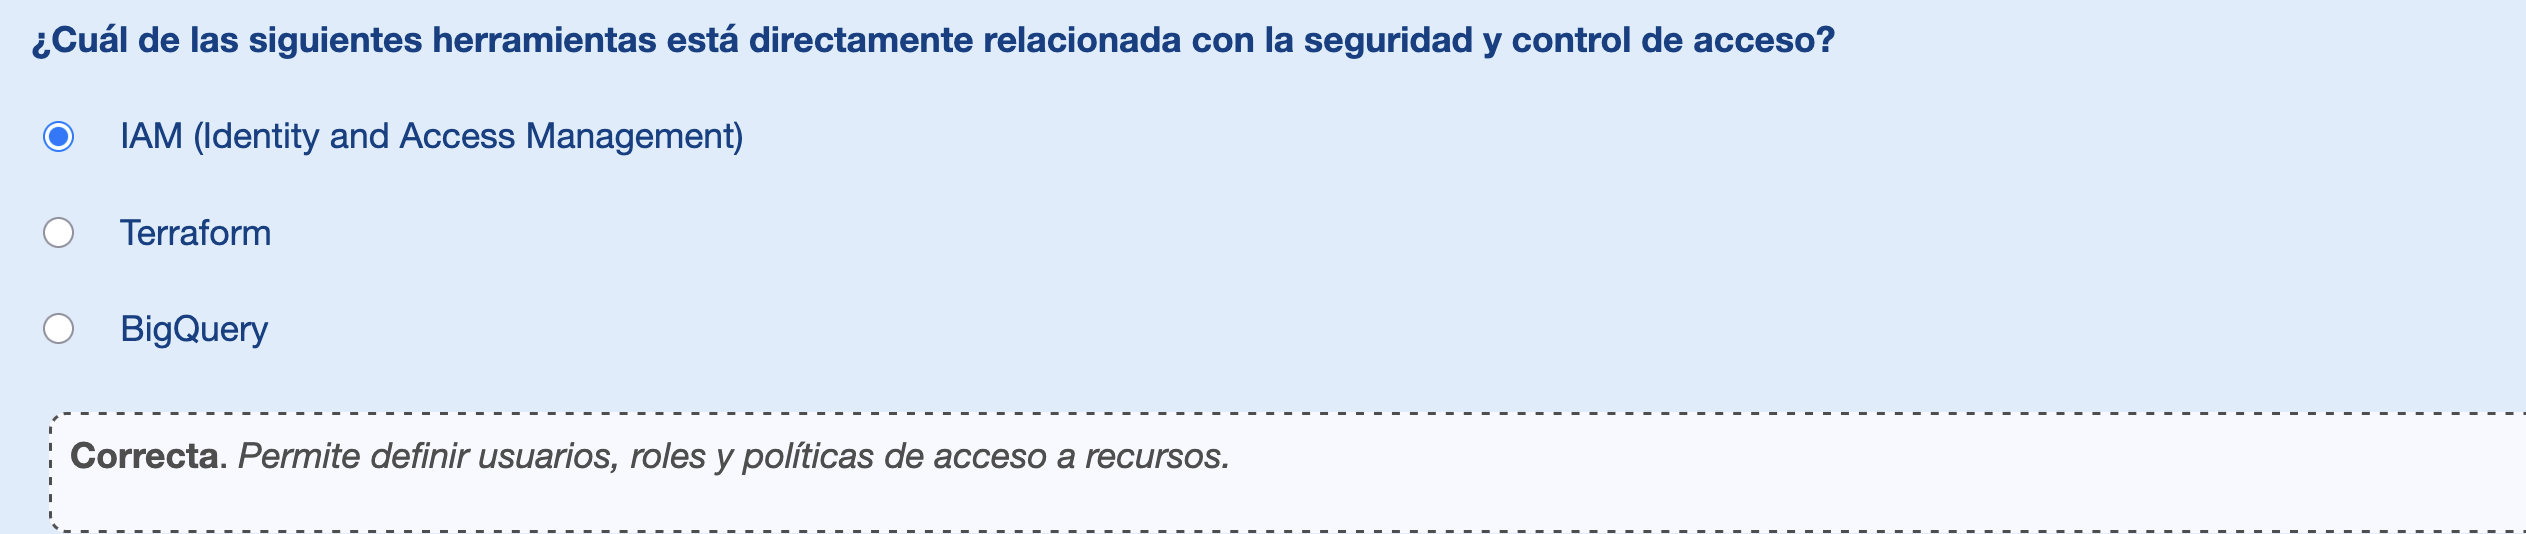 ¿Cuál de las siguientes herramientas está directamente relacionada con la seguridad y control de acceso?
IAM (Identity and Access Management)
Terraform
BigQuery
Correcta. Permite definir usuarios, roles y políticas de acceso a recursos.